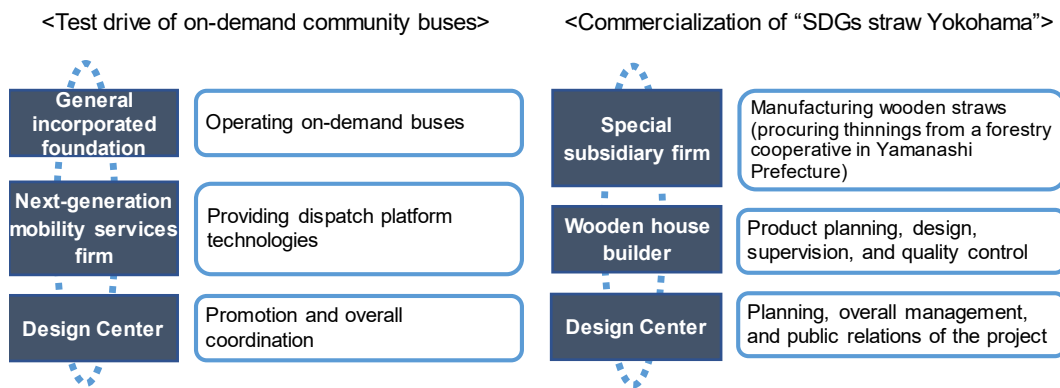 <Test drive of on-demand community buses>
General
incorporated
foundation
Operating on-demand buses
Next-generation
mobility services
firm
Providing dispatch platform
technologies
Design Center
Promotion and overall
coordination
<Commercialization of “SDGs straw Yokohama”>
Special
subsidiary firm
Manufacturing wooden straws
(procuring thinnings from a forestry
cooperative in Yamanashi
Prefecture)
Wooden house
builder
Product planning, design,
supervision, and quality control
Design Center
Planning, overall management,
and public relations of the project